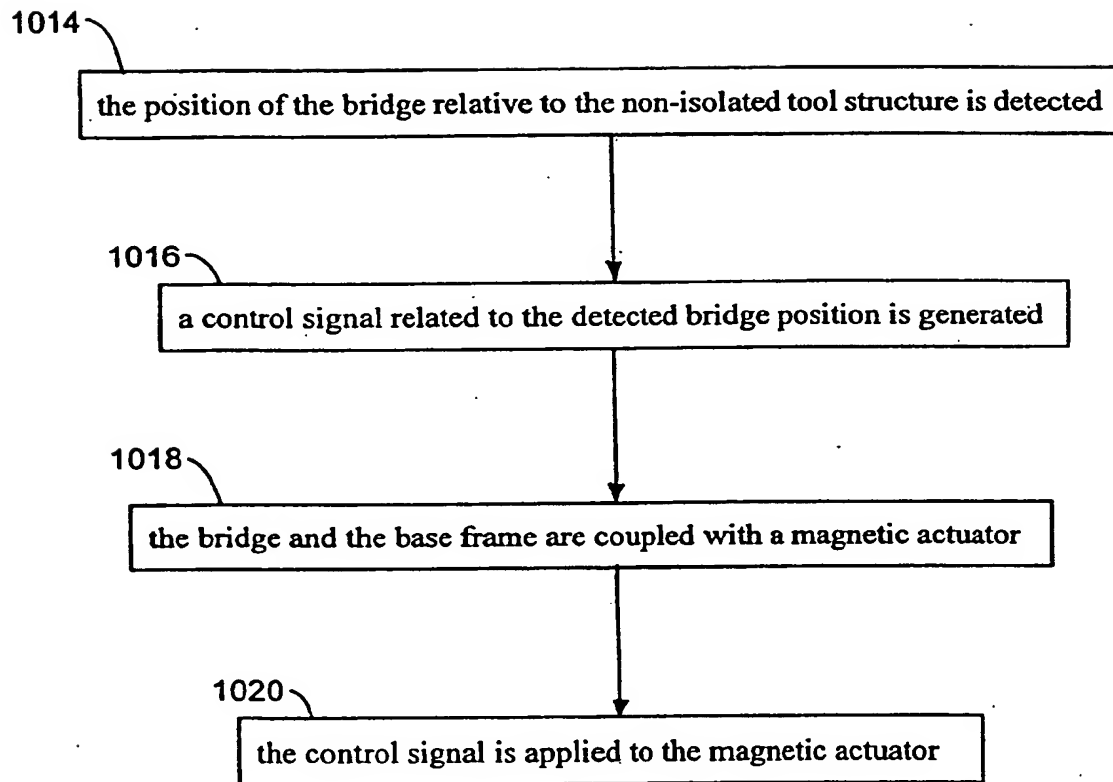 1014
the position of the bridge relative to the non-isolated tool structure is detected
1016
a control signal related to the detected bridge position is generated
1018
the bridge and the base frame are coupled with a magnetic actuator
1020
the control signal is applied to the magnetic actuator